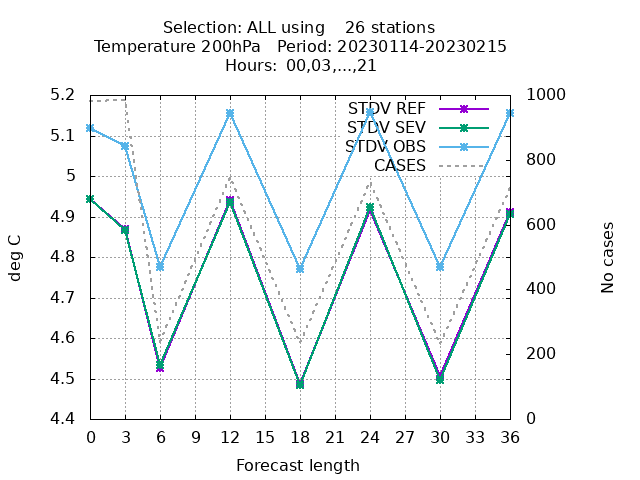 Selection: ALL using    26 stations
Temperature 200hPa   Period: 20230114-20230215
Hours:  00,03,...,21
STDV REF
STDV SEV
STDV OBS
CASES
5.2
5.1
5
4.9
4.8
4.7
4.6
4.5
4.4
deg C
1000
800
600
400
200
0
No cases
0 3 6 9 12 15 18 21 24 27 30 33 36
Forecast length